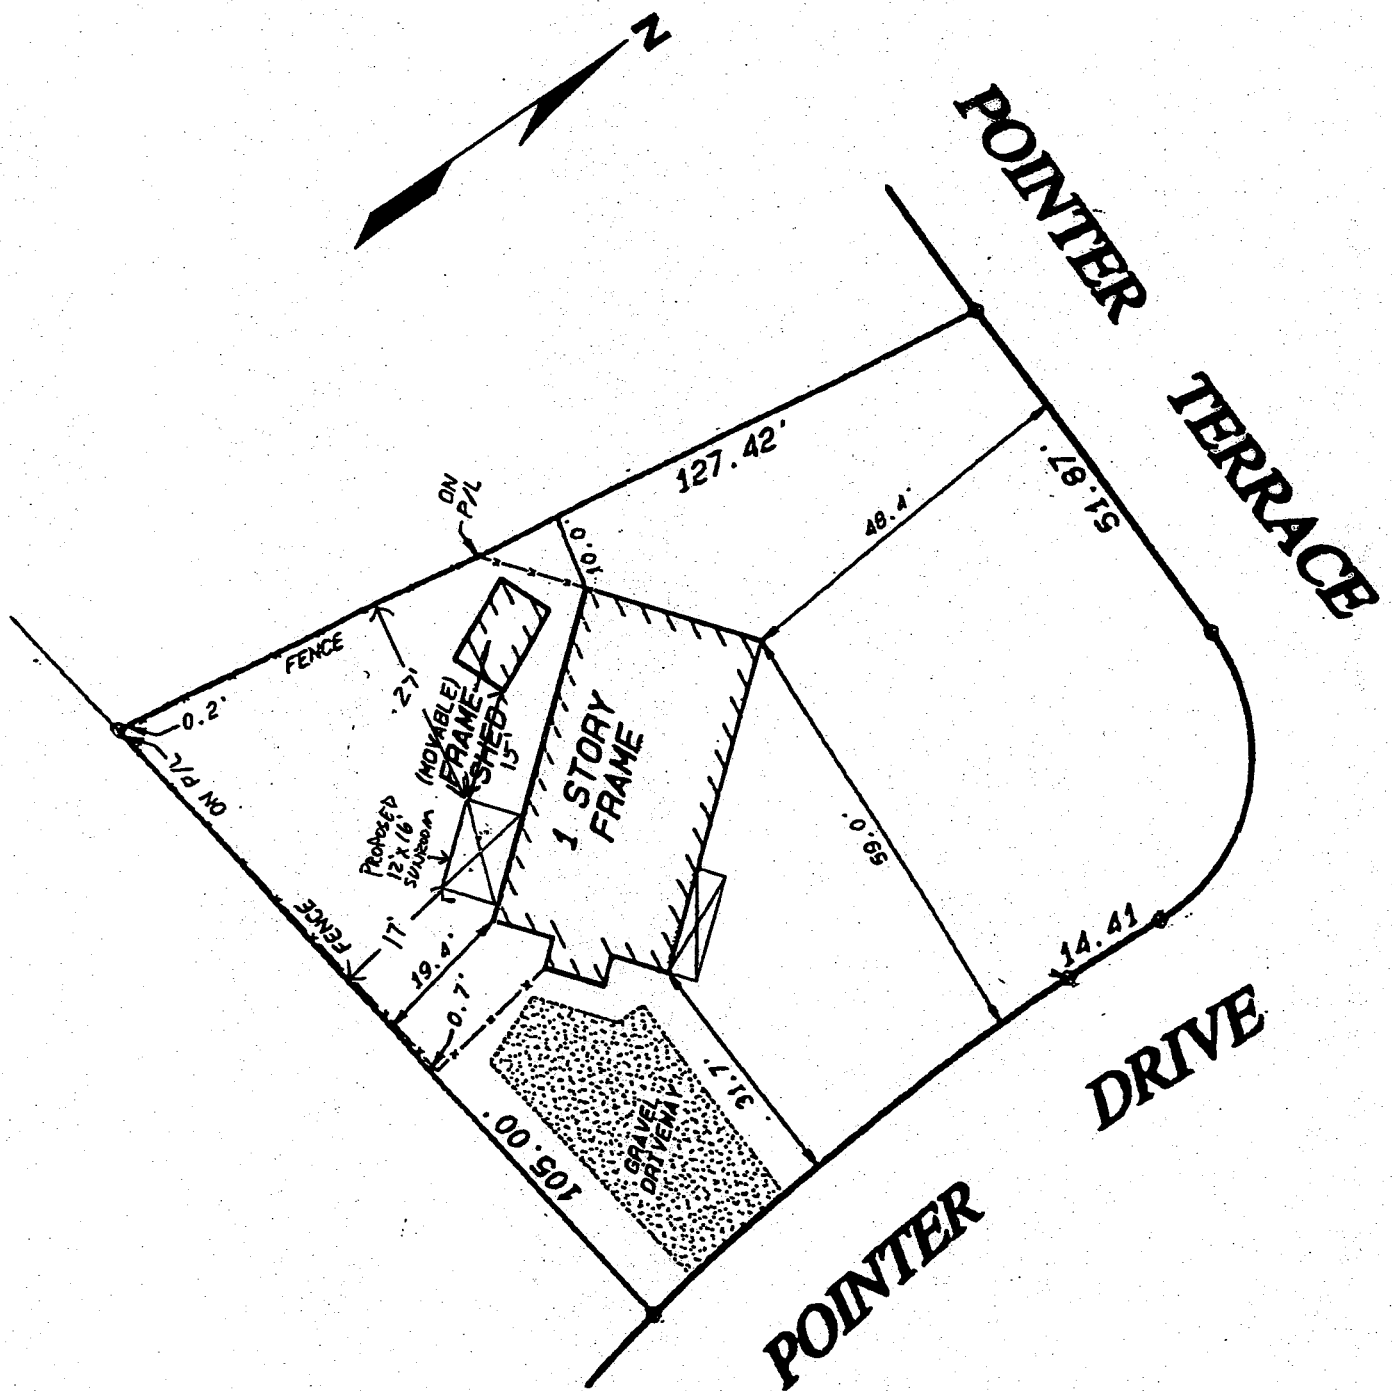 N
POINTER
TERRACE
127.42'
51.87'
48.4'
ON
P/L
10.0'
FENCE
27'
0.2'
ON P/L
(MOVABLE)
FRAME
SHED
15'
1 STORY
FRAME
PROPOSED
12'x16'
SUNROOM
59.0'
FENCE
17'
19.4'
0.7'
14.41
DRIVE
31.7'
105.00'
GRAVEL
DRIVEWAY
POINTER